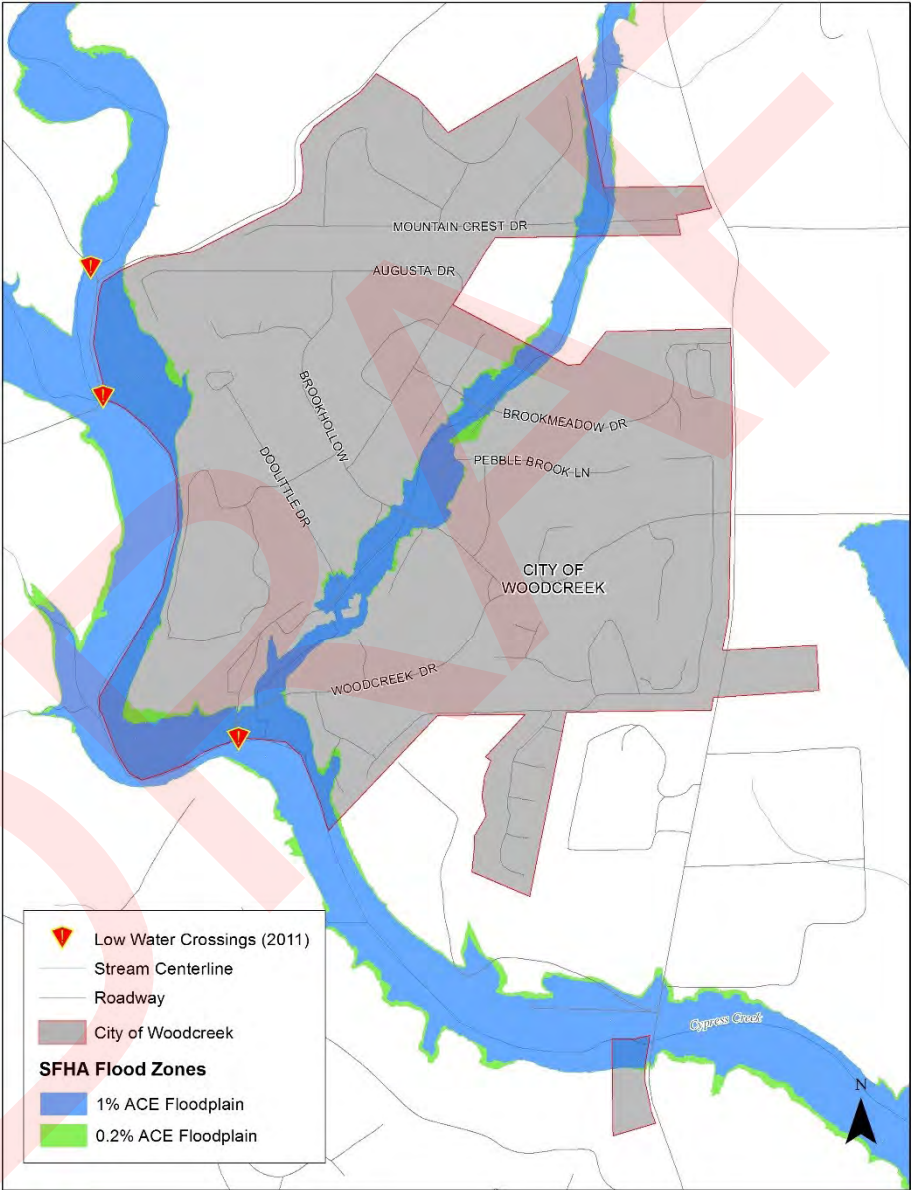 MOUNTAIN CREST DR
AUGUSTA DR
BROOKHOLLOW
BROOKMEADOW DR
DOOLITTLE DR
PEBBLE BROOK LN
CITY OF
WOODCREEK
WOODCREEK DR
Low Water Crossings (2011)
Stream Centerline
Roadway
City of Woodcreek
SFHA Flood Zones
1% ACE Floodplain
0.2% ACE Floodplain
Cypress Creek
N
DRAFT